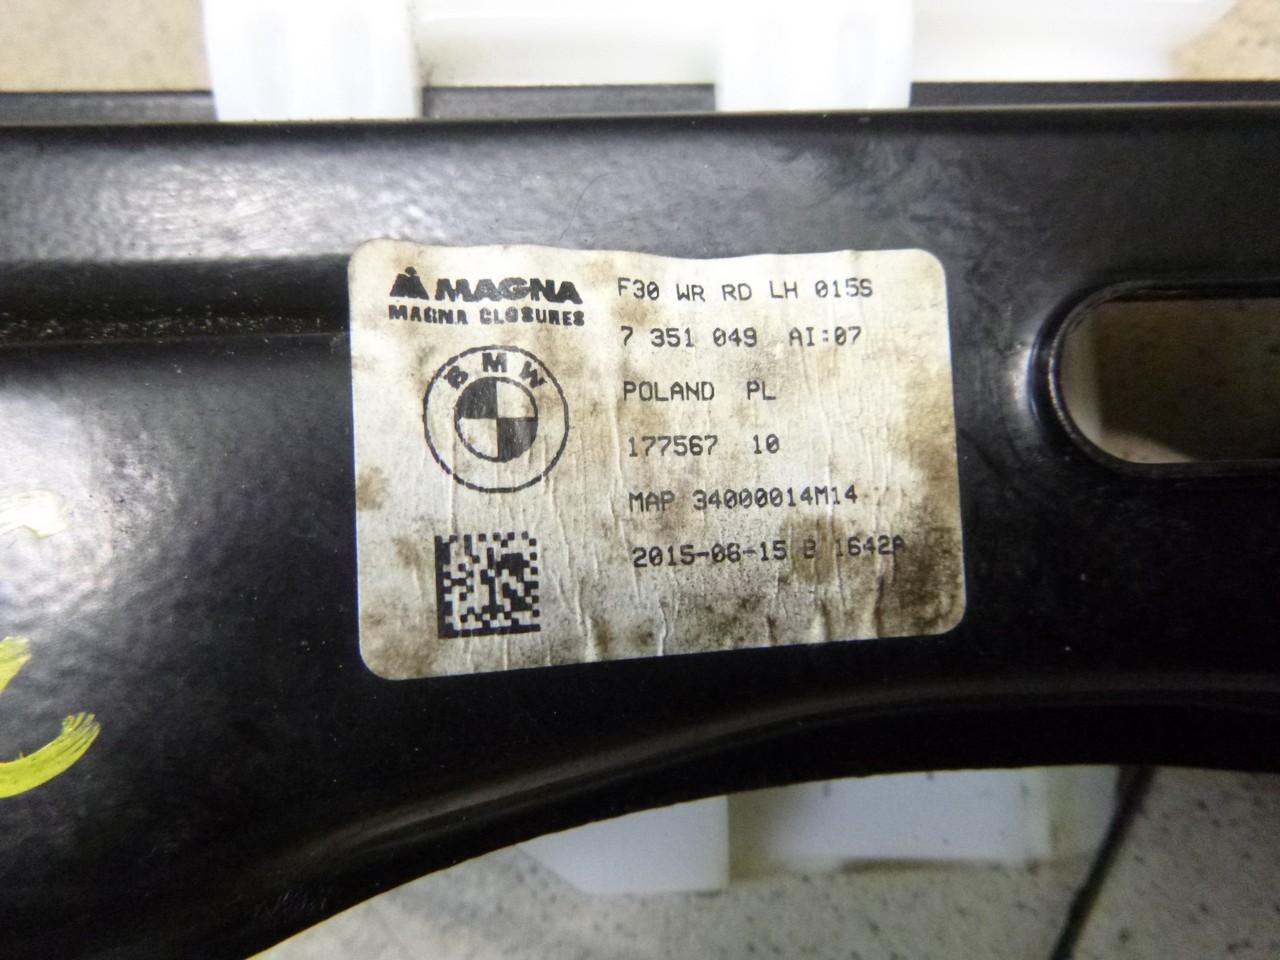 MAGNA
MAGNA CLOSURES
BMW
F30 WR RD LH 015S
7 351 049 AI:07
POLAND PL
177567 10
MAP 34000014M14
2015-06-15 B 1642A